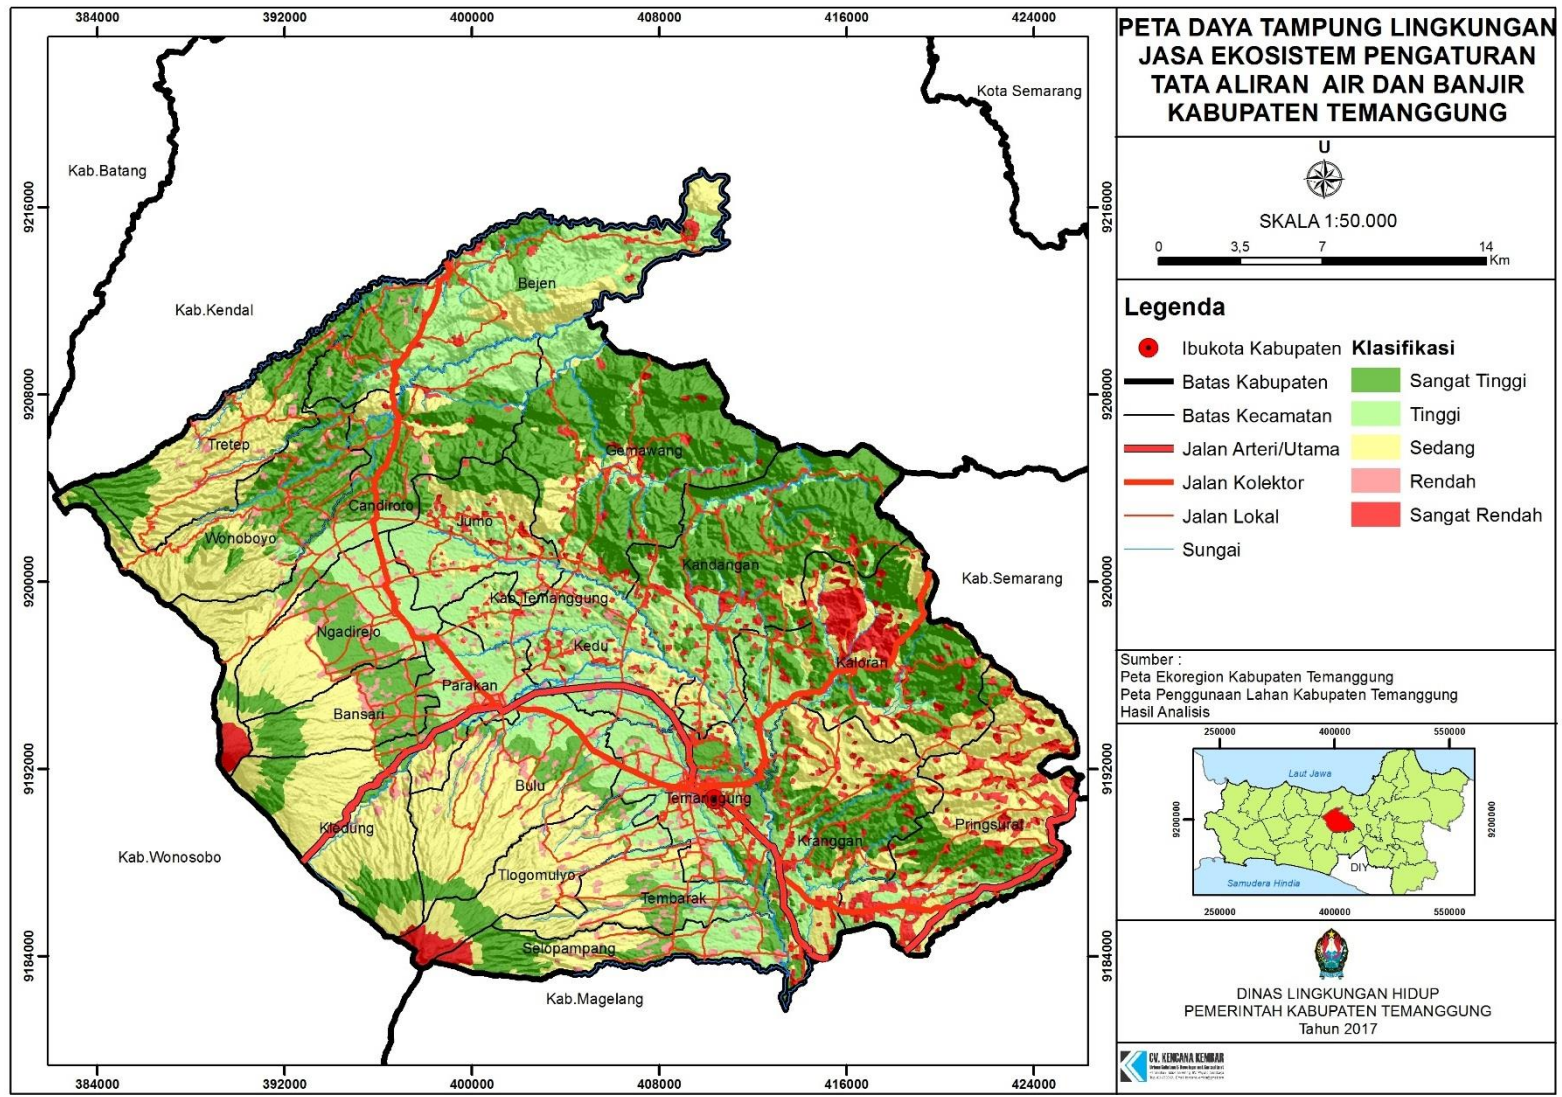 PETA DAYA TAMPUNG LINGKUNGAN
JASA EKOSISTEM PENGATURAN
TATA ALIRAN AIR DAN BANJIR
KABUPATEN TEMANGGUNG
U
SKALA 1:50.000
0 3,5 7 14
Km
Legenda
Ibukota Kabupaten
Batas Kabupaten
Batas Kecamatan
Jalan Arteri/Utama
Jalan Kolektor
Jalan Lokal
Sungai
Klasifikasi
Sangat Tinggi
Tinggi
Sedang
Rendah
Sangat Rendah
Sumber :
Peta Ekoregion Kabupaten Temanggung
Peta Penggunaan Lahan Kabupaten Temanggung
Hasil Analisis
250000 400000 550000
Laut Jawa
9200000
9200000
DIY
Samudera Hindia
250000 400000 550000
DINAS LINGKUNGAN HIDUP
PEMERINTAH KABUPATEN TEMANGGUNG
Tahun 2017
CV. KENCANA KEMBAR
384000 392000 400000 408000 416000 424000
9216000
9208000
9200000
9192000
9184000
9216000
9208000
9200000
9192000
9184000
Kota Semarang
Kab.Batang
Kab.Kendal
Bejen
Tretep
Gemawang
Candiroto
Jumo
Wonoboyo
Kandangan
Kab.Semarang
Kab.Temanggung
Ngadirejo
Kedu
Kaloran
Parakan
Bansari
Bulu
Temanggung
Kledung
Pringsurat
Kranggan
Kab.Wonosobo
Tlogomulyo
Tembarak
Selopampang
Kab.Magelang
384000 392000 400000 408000 416000 424000